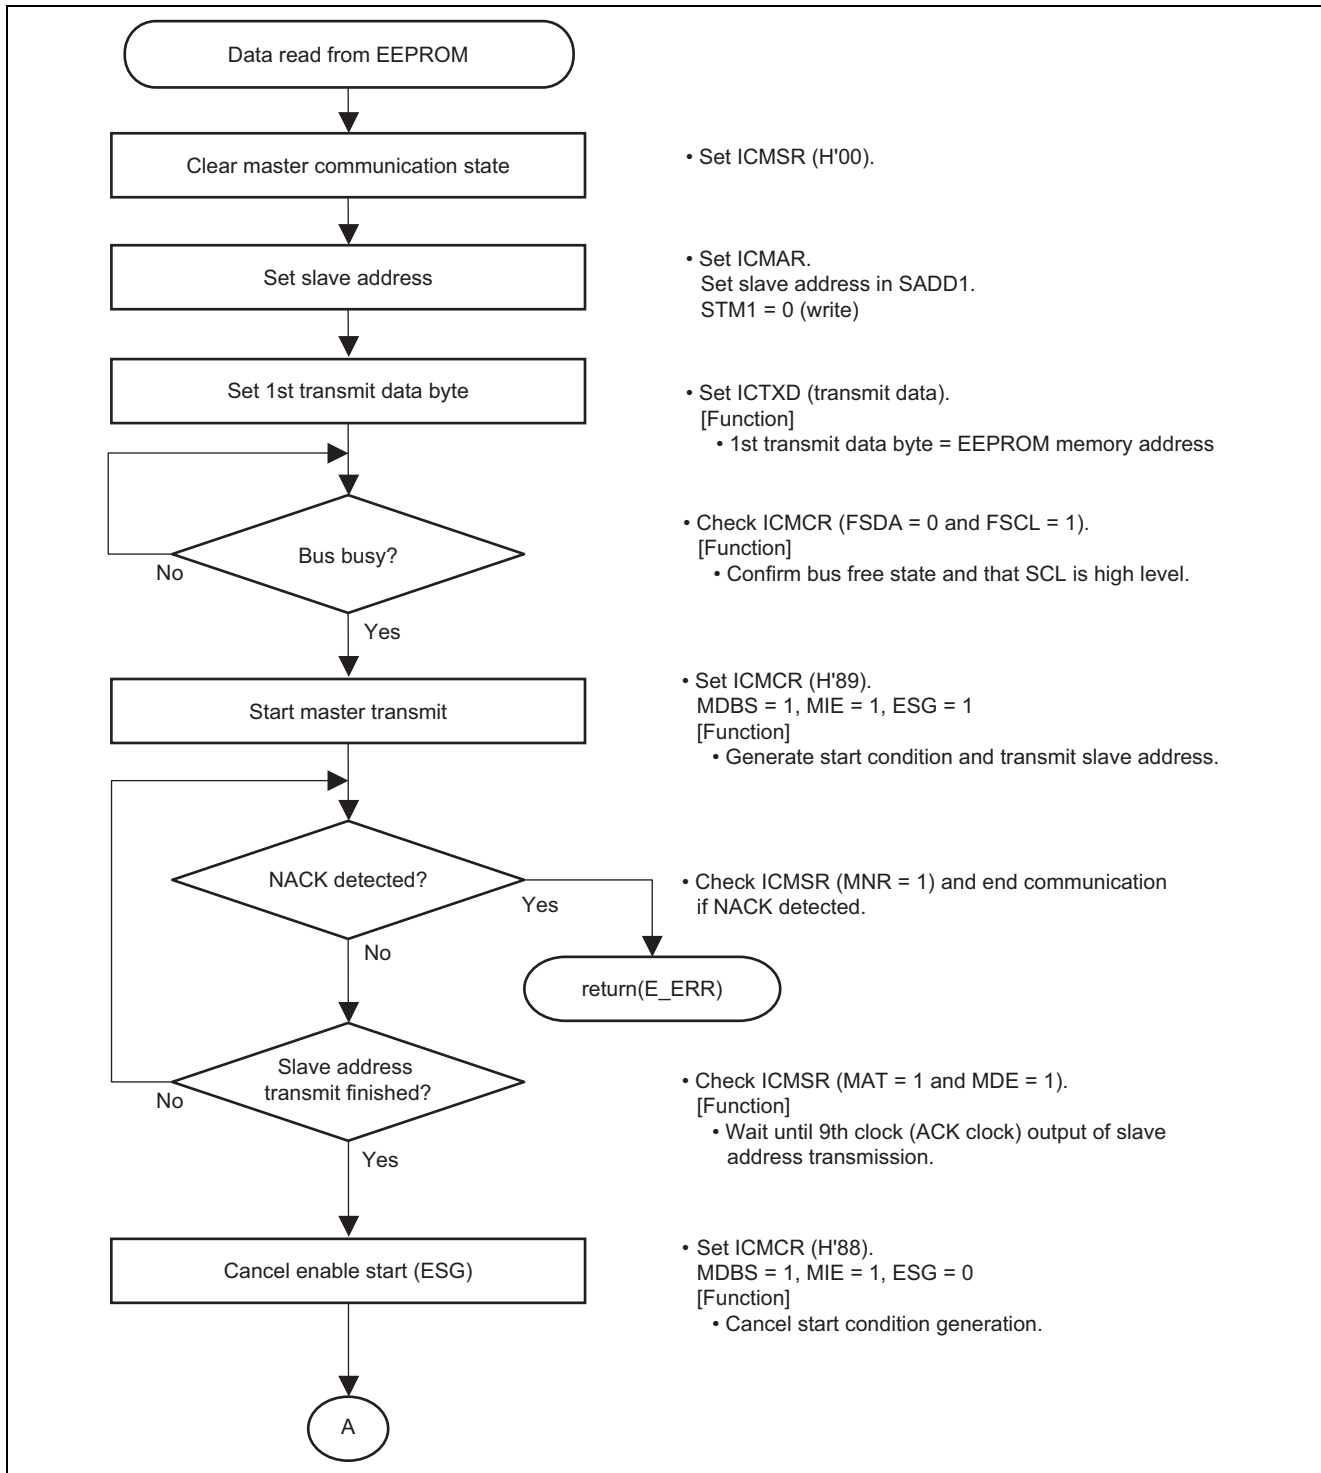 Data read from EEPROM
Clear master communication state
• Set ICMSR (H'00).
Set slave address
• Set ICMAR.
Set slave address in SADD1.
STM1 = 0 (write)
Set 1st transmit data byte
• Set ICTXD (transmit data).
[Function]
• 1st transmit data byte = EEPROM memory address
Bus busy?
No
Yes
• Check ICMCR (FSDA = 0 and FSCL = 1).
[Function]
• Confirm bus free state and that SCL is high level.
Start master transmit
• Set ICMCR (H'89).
MDBS = 1, MIE = 1, ESG = 1
[Function]
• Generate start condition and transmit slave address.
NACK detected?
Yes
No
• Check ICMSR (MNR = 1) and end communication
if NACK detected.
return(E_ERR)
Slave address
transmit finished?
No
Yes
• Check ICMSR (MAT = 1 and MDE = 1).
[Function]
• Wait until 9th clock (ACK clock) output of slave
address transmission.
Cancel enable start (ESG)
• Set ICMCR (H'88).
MDBS = 1, MIE = 1, ESG = 0
[Function]
• Cancel start condition generation.
A